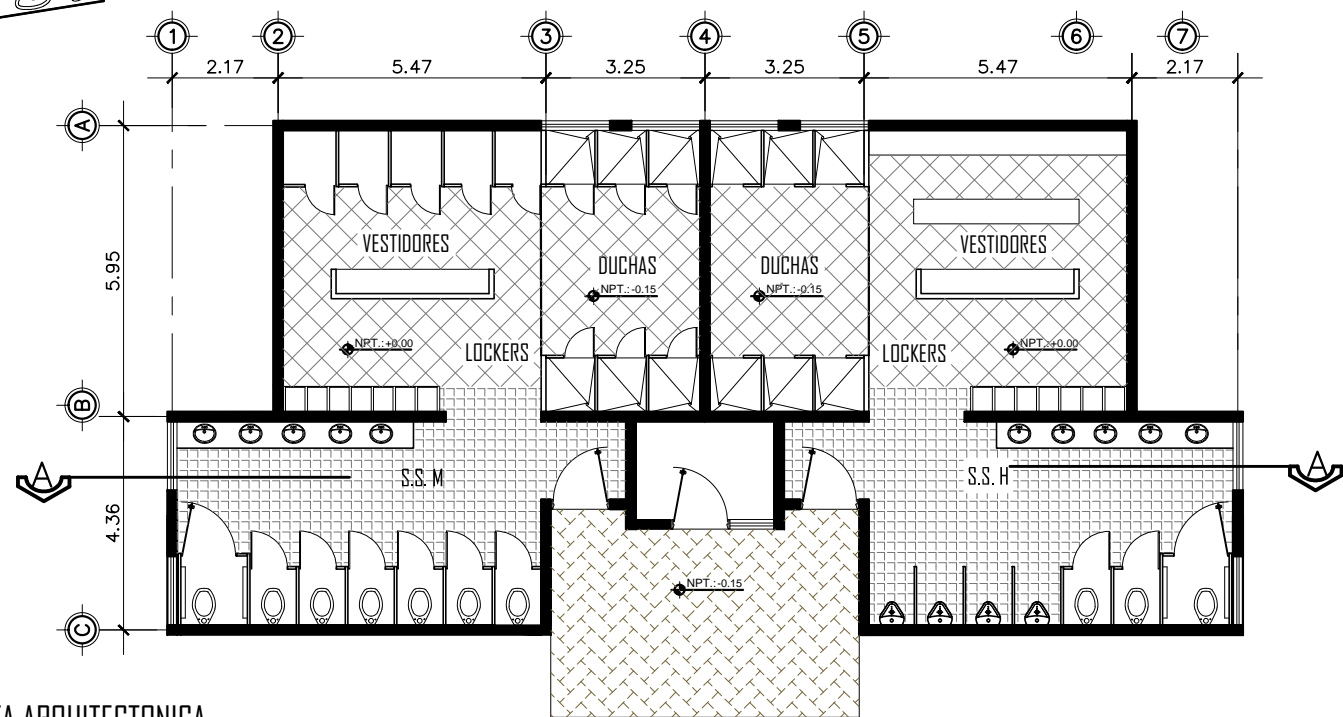 1 2 3 4 5 6 7
2.17 5.47 3.25 3.25 5.47 2.17
A
5.95
VESTIDORES
VESTIDORES
DUCHAS
DUCHAS
NPT.:-0.15
NPT.:-0.15
NPT.:+0.00
LOCKERS
LOCKERS
NPT.:+0.00
B
A
S.S. M
S.S. H
A
4.36
NPT.:-0.15
C
ARQUITECTONICA